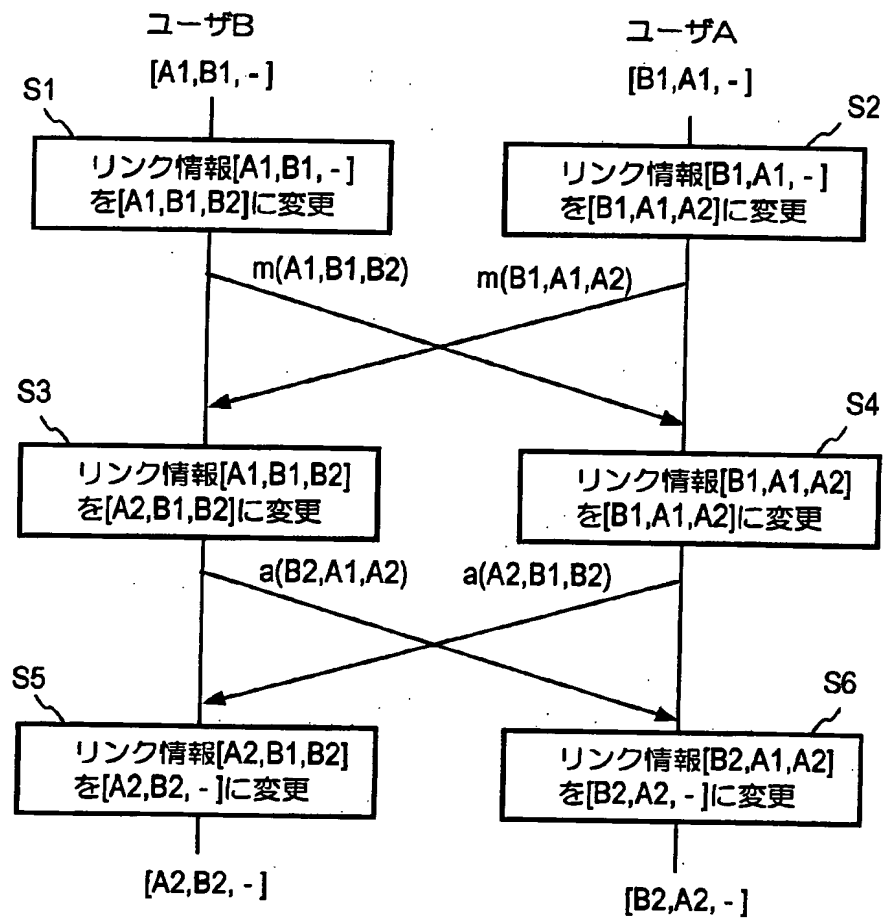 ユーザB
ユーザA
[A1,B1, - ]
[B1,A1, - ]
S1
S2
リンク情報[A1,B1, - ]
を[A1,B1,B2]に変更
リンク情報[B1,A1, - ]
を[B1,A1,A2]に変更
m(A1,B1,B2)
m(B1,A1,A2)
S3
S4
リンク情報[A1,B1,B2]
を[A2,B1,B2]に変更
リンク情報[B1,A1,A2]
を[B1,A1,A2]に変更
a(B2,A1,A2)
a(A2,B1,B2)
S5
S6
リンク情報[A2,B1,B2]
を[A2,B2, - ]に変更
リンク情報[B2,A1,A2]
を[B2,A2, - ]に変更
[A2,B2, - ]
[B2,A2, - ]